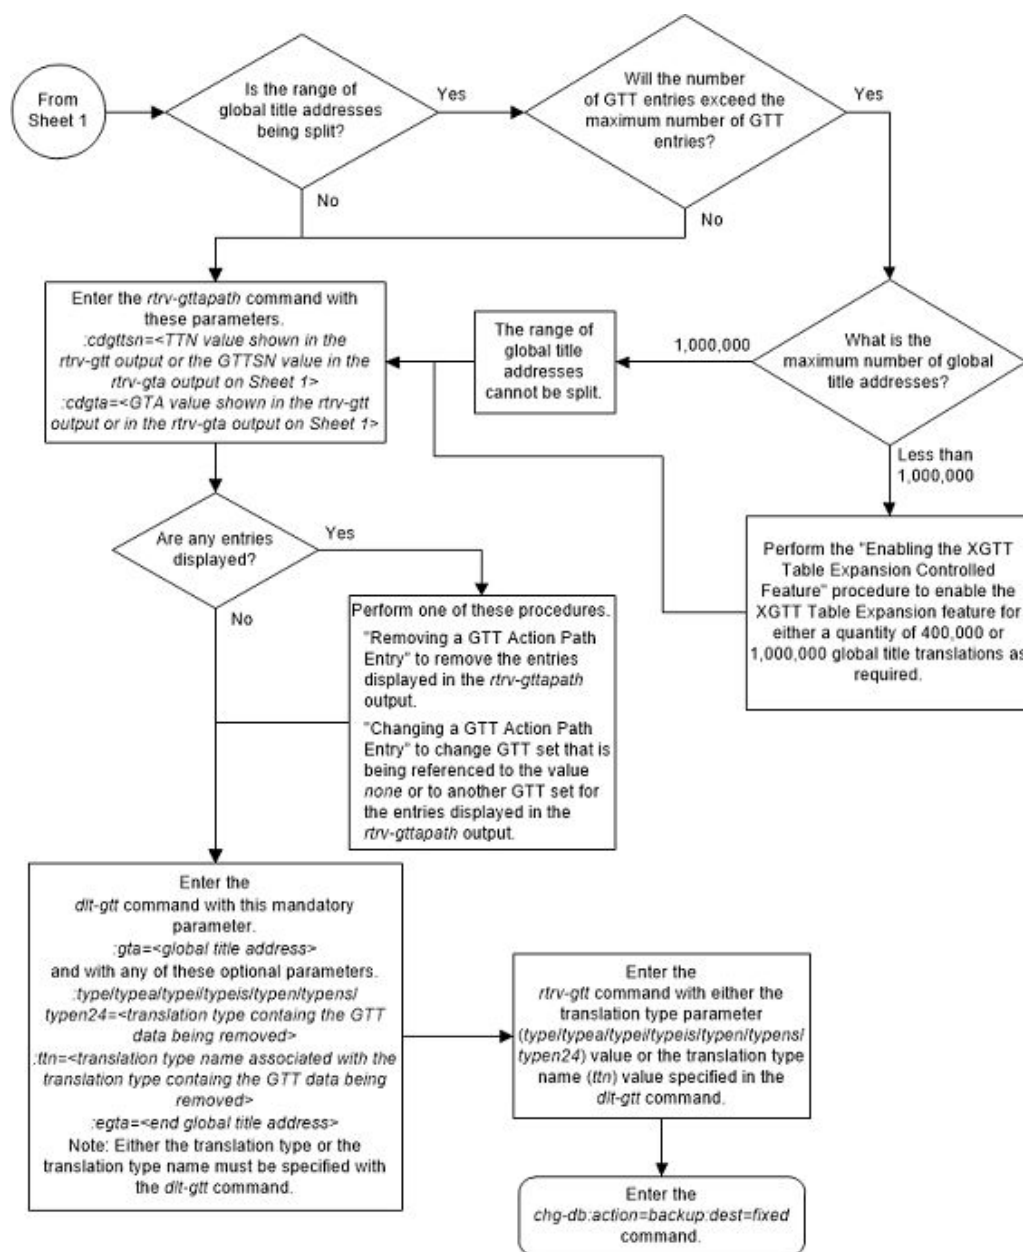 From
Sheet 1
Is the range of
global title addresses
being split?
Yes
Will the number
of GTT entries exceed the
maximum number of GTT
entries?
Yes
No
No
Enter the rtrv-gttapath command with
these parameters.
:cdgttsn=<TTN value shown in the
rtrv-gtt output or the GTTSN value in the
rtrv-gta output on Sheet 1>
:cdgta=<GTA value shown in the rtrv-gtt
output or in the rtrv-gta output on Sheet 1>
The range of
global title
addresses
cannot be split.
1,000,000
What is the
maximum number of global
title addresses?
Less than
1,000,000
Perform the "Enabling the XGTT
Table Expansion Controlled
Feature" procedure to enable the
XGTT Table Expansion feature for
either a quantity of 400,000 or
1,000,000 global title translations as
required.
Are any entries
displayed?
Yes
No
Perform one of these procedures.
"Removing a GTT Action Path
Entry" to remove the entries
displayed in the rtrv-gttapath
output.
"Changing a GTT Action Path
Entry" to change GTT set that is
being referenced to the value
none or to another GTT set for
the entries displayed in the
rtrv-gttapath output.
Enter the
dlt-gtt command with this mandatory
parameter.
:gta=<global title address>
and with any of these optional parameters.
:type/typea/typei/typeis/typen/typens/
typen24=<translation type containg the GTT
data being removed>
:ttn=<translation type name associated with the
translation type containg the GTT data being
removed>
:egta=<end global title address>
Note: Either the translation type or the
translation type name must be specified with
the dlt-gtt command.
Enter the
rtrv-gtt command with either the
translation type parameter
(type/typea/typei/typeis/typen/typens/
typen24) value or the translation type
name (ttn) value specified in the
dlt-gtt command.
Enter the
chg-db:action=backup:dest=fixed
command.